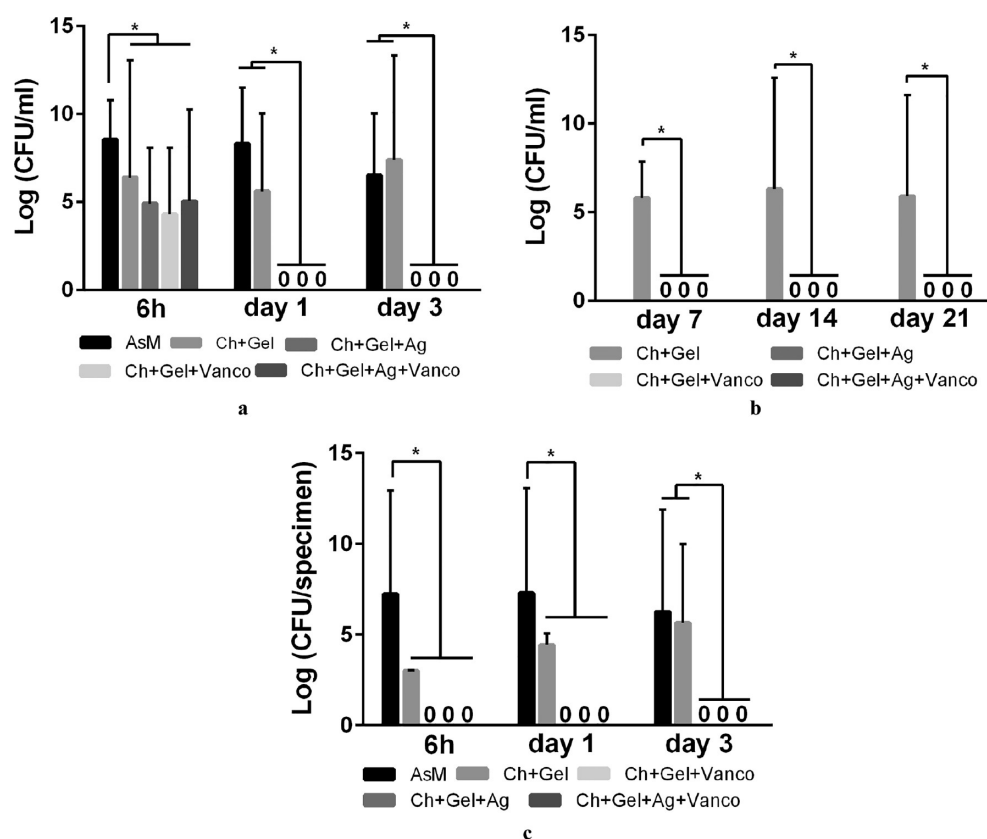 15
10
5
0
Log (CFU/ml)
*
*
*
0 0 0
0 0 0
6h day 1 day 3
AsM Ch+Gel Ch+Gel+Ag
Ch+Gel+Vanco Ch+Gel+Ag+Vanco
a
15
10
5
0
Log (CFU/ml)
*
*
*
0 0 0
0 0 0
0 0 0
day 7 day 14 day 21
Ch+Gel Ch+Gel+Ag
Ch+Gel+Vanco Ch+Gel+Ag+Vanco
b
15
10
5
0
Log (CFU/specimen)
*
*
*
0 0 0
0 0 0
0 0 0
6h day 1 day 3
AsM Ch+Gel Ch+Gel+Vanco
Ch+Gel+Ag Ch+Gel+Ag+Vanco
c